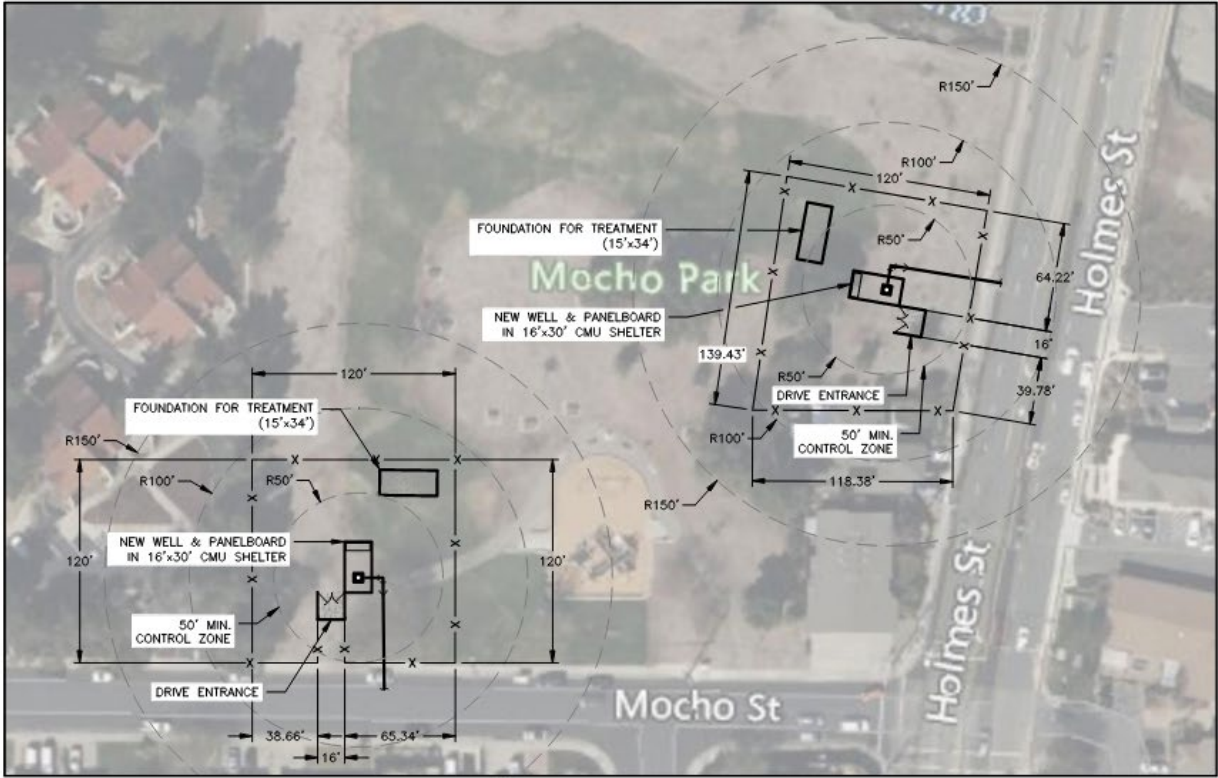 R150'
R100'
120'
FOUNDATION FOR TREATMENT
(15'x34')
R50'
Mocho Park
64.22'
Holmes St
NEW WELL & PANELBOARD
IN 16'x30' CMU SHELTER
16'
139.43'
R50'
39.78'
DRIVE ENTRANCE
120'
FOUNDATION FOR TREATMENT
(15'x34')
R100'
50' MIN.
CONTROL ZONE
R150'
R100'
R50'
118.38'
R150'
NEW WELL & PANELBOARD
IN 16'x30' CMU SHELTER
120'
120'
Holmes St
50' MIN.
CONTROL ZONE
DRIVE ENTRANCE
Mocho St
38.66'
65.34'
16'